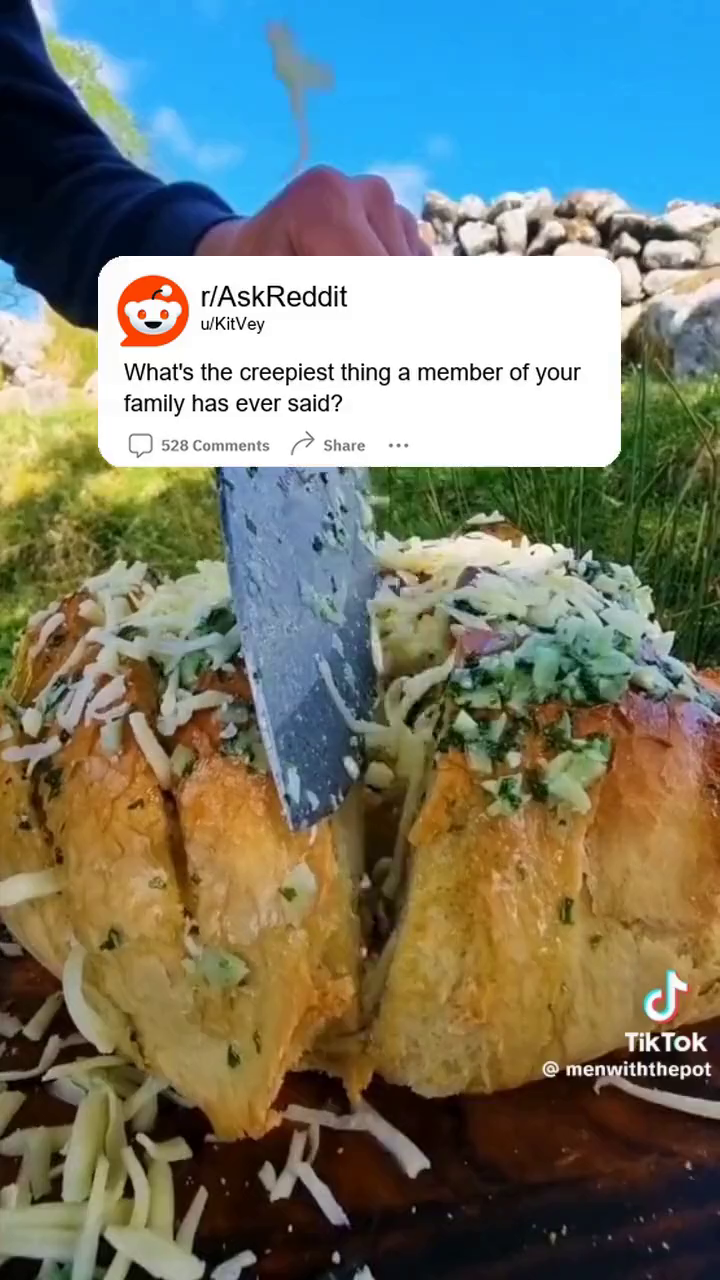 r/AskReddit
u/KitVey
What's the creepiest thing a member of your
family has ever said?
528 Comments Share
TikTok
@ menwiththepot